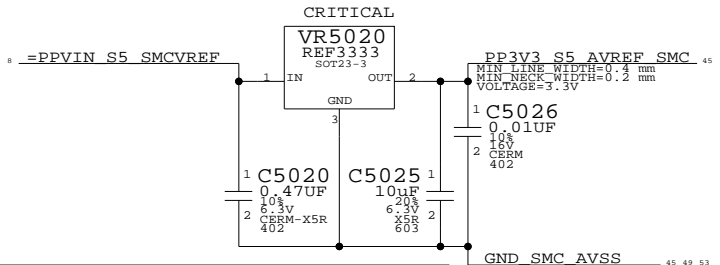 CRITICAL
VR5020
REF3333
SOT23-3
8 =PPVIN_S5_SMCVREF
PP3V3_S5_AVREF_SMC 45
MIN_LINE_WIDTH=0.4 mm
MIN_NECK_WIDTH=0.2 mm
VOLTAGE=3.3V
1 IN OUT 2
GND
3
1 C5026
0.01UF
10%
16V
2 CERM
402
1 C5020
0.47UF
10%
6.3V
2 CERM-X5R
402
C5025 1
10uF
20%
6.3V
X5R 2
603
GND_SMC_AVSS 45 49 53